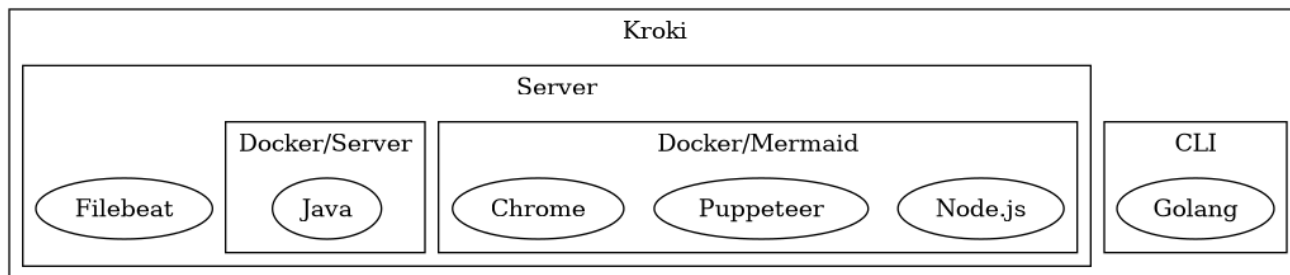 Kroki
Server
Docker/Server
Docker/Mermaid
CLI
Filebeat
Java
Chrome
Puppeteer
Node.js
Golang